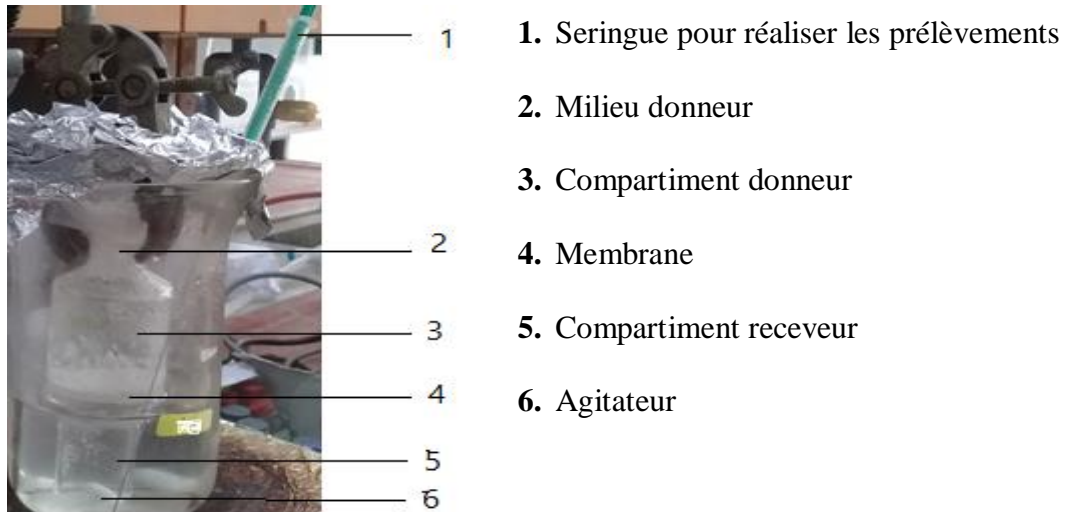 1
2
3
4
5
6
1. Seringue pour réaliser les prélèvements
2. Milieu donneur
3. Compartiment donneur
4. Membrane
5. Compartiment receveur
6. Agitateur